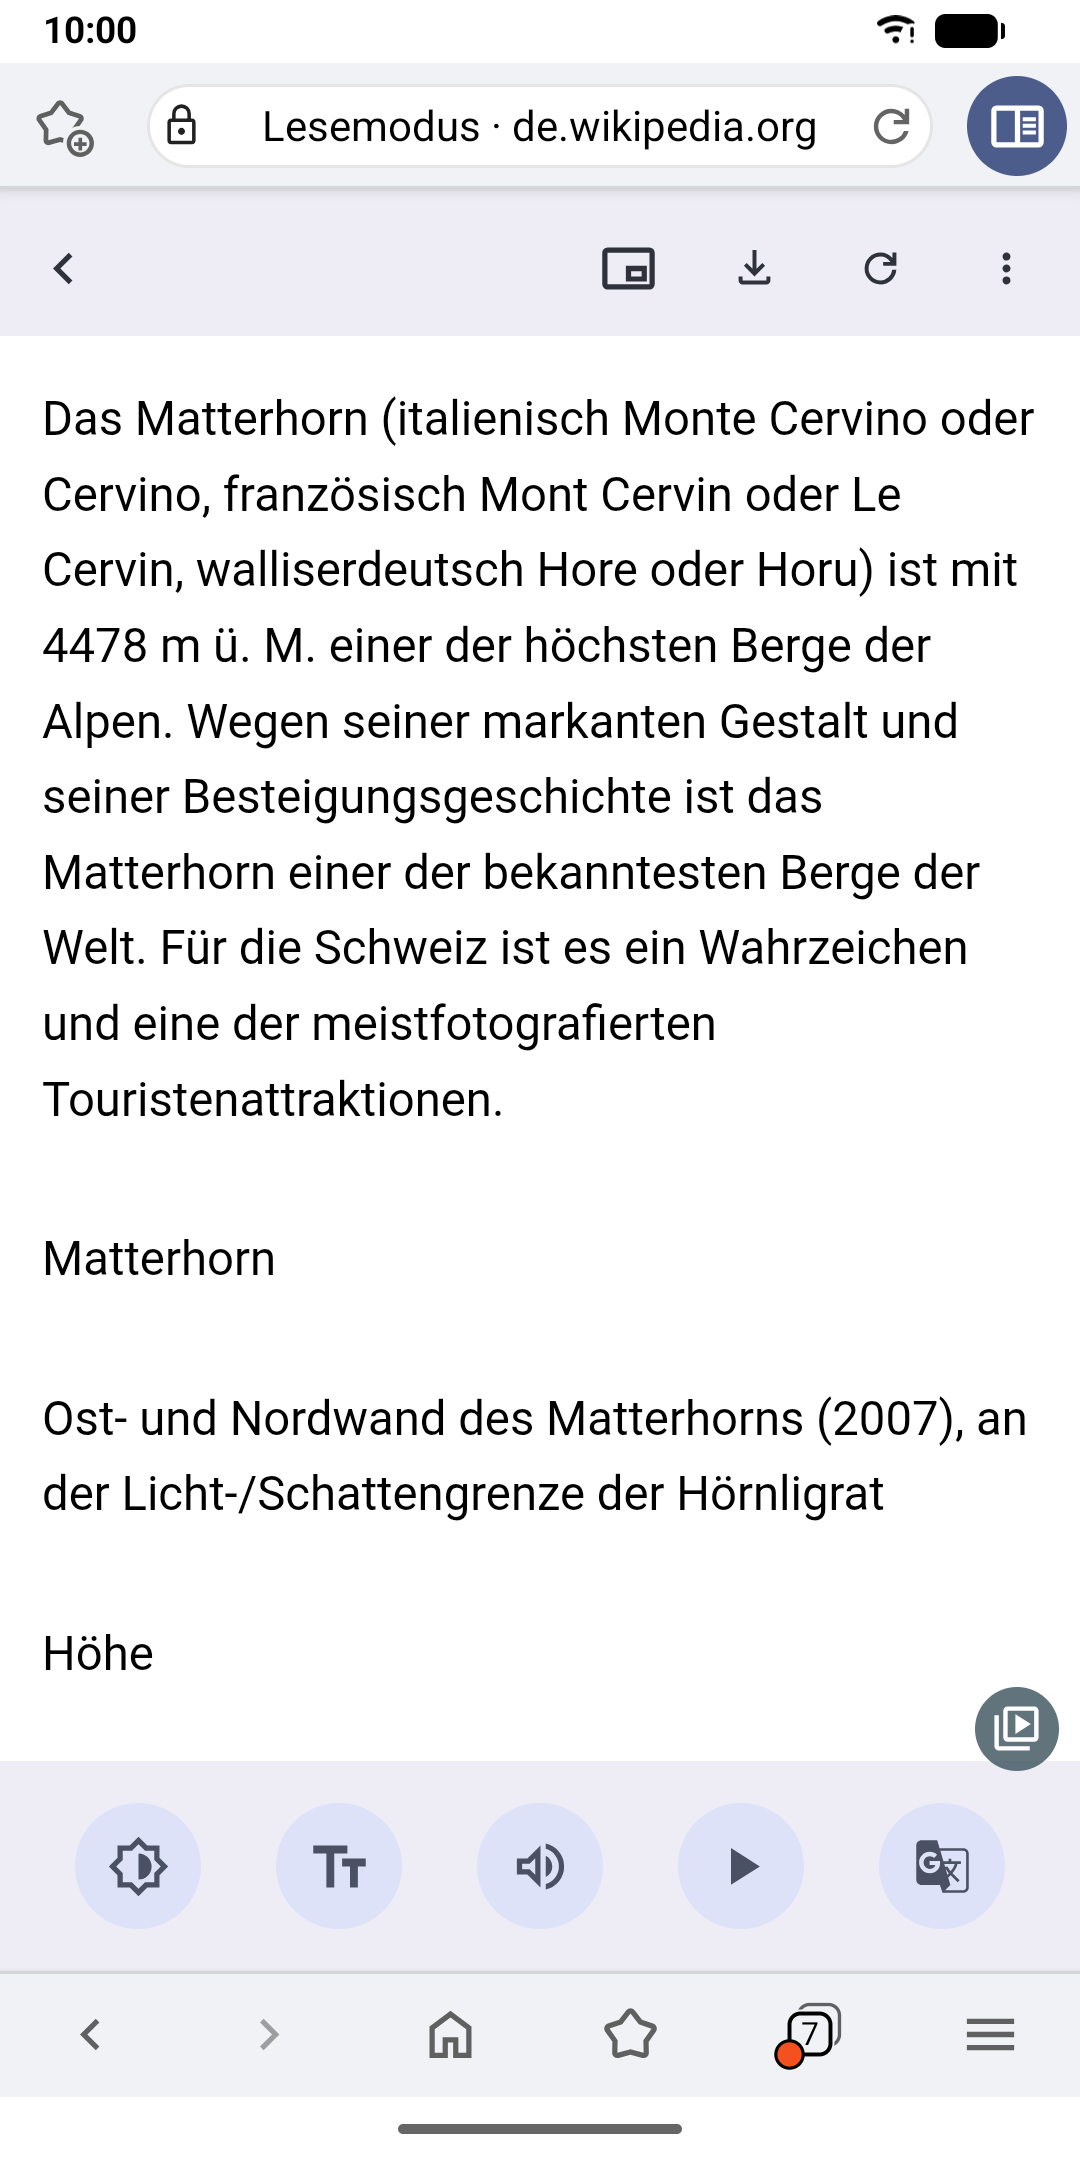 10:00
Lesemodus · de.wikipedia.org
Das Matterhorn (italienisch Monte Cervino oder
Cervino, französisch Mont Cervin oder Le
Cervin, walliserdeutsch Hore oder Horu) ist mit
4478 m ü. M. einer der höchsten Berge der
Alpen. Wegen seiner markanten Gestalt und
seiner Besteigungsgeschichte ist das
Matterhorn einer der bekanntesten Berge der
Welt. Für die Schweiz ist es ein Wahrzeichen
und eine der meistfotografierten
Touristenattraktionen.
Matterhorn
Ost- und Nordwand des Matterhorns (2007), an
der Licht-/Schattengrenze der Hörnligrat
Höhe
7